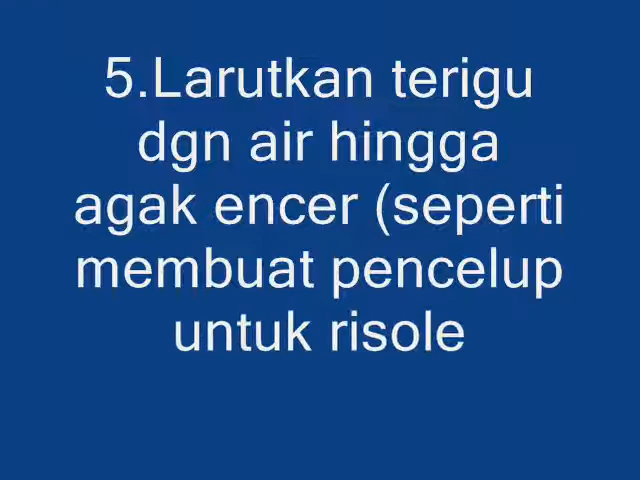 5.Larutkan terigu
dgn air hingga
agak encer (seperti
membuat pencelup
untuk risole